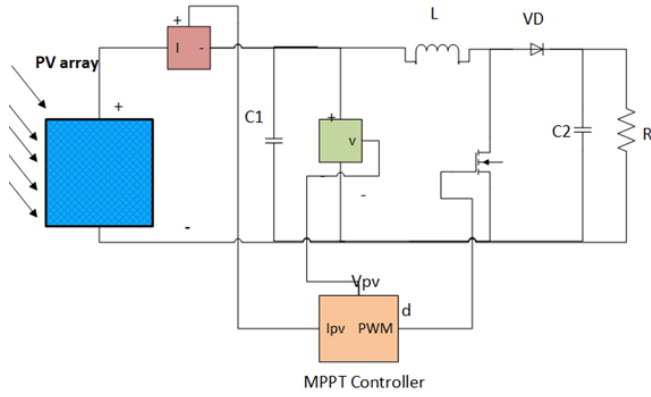 +
L
VD
I
-
PV array
+
+
C1
v
C2
R
-
-
-
Vpv
d
Ipv
PWM
MPPT Controller